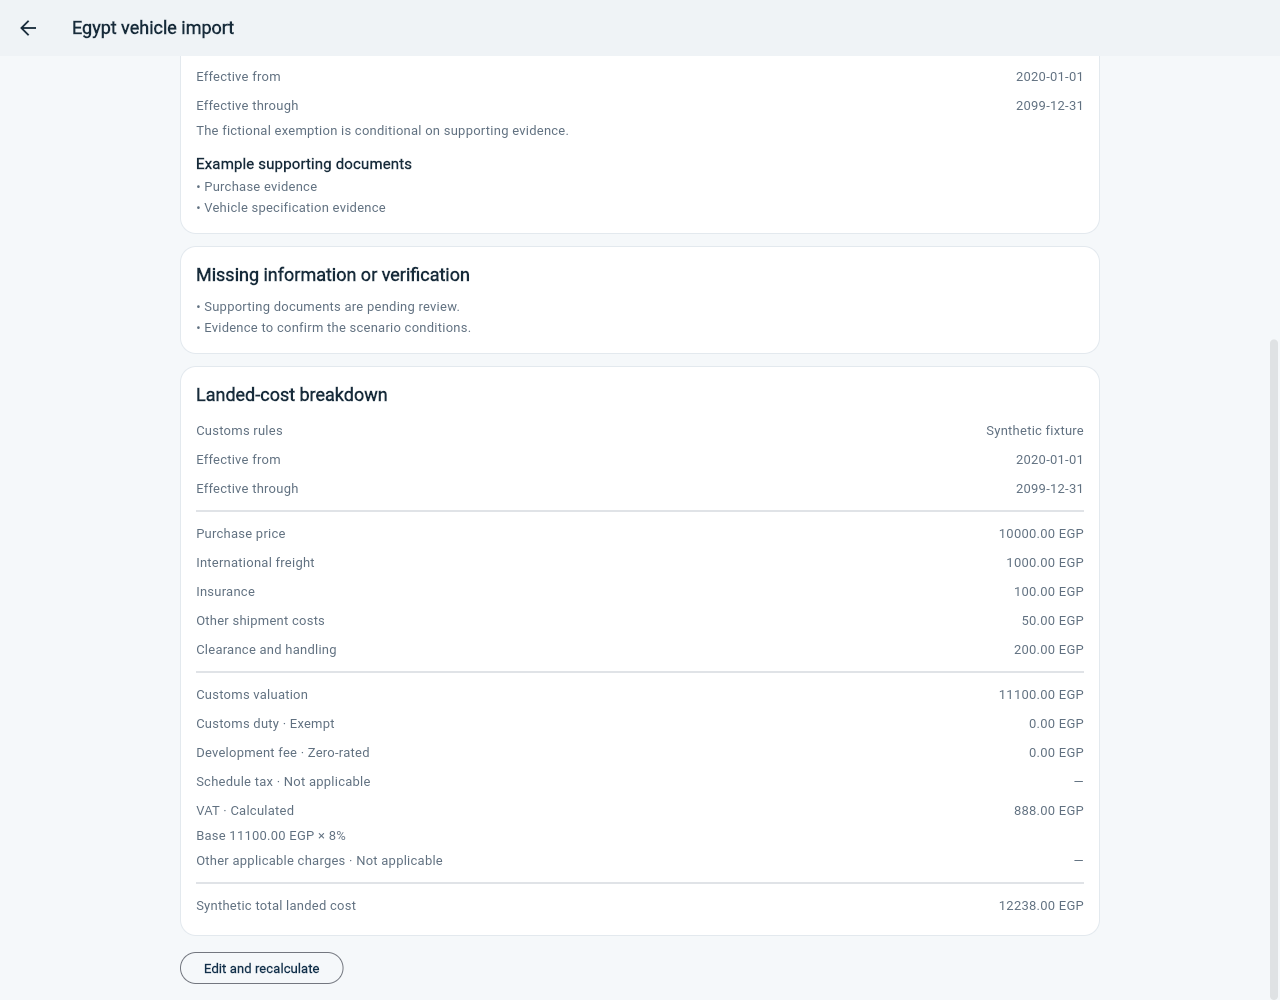 Egypt vehicle import
Effective from 2020-01-01
Effective through 2099-12-31
The fictional exemption is conditional on supporting evidence.
Example supporting documents
• Purchase evidence
• Vehicle specification evidence
Missing information or verification
• Supporting documents are pending review.
• Evidence to confirm the scenario conditions.
Landed-cost breakdown
Customs rules Synthetic fixture
Effective from 2020-01-01
Effective through 2099-12-31
Purchase price 10000.00 EGP
International freight 1000.00 EGP
Insurance 100.00 EGP
Other shipment costs 50.00 EGP
Clearance and handling 200.00 EGP
Customs valuation 11100.00 EGP
Customs duty · Exempt 0.00 EGP
Development fee · Zero-rated 0.00 EGP
Schedule tax · Not applicable —
VAT · Calculated 888.00 EGP
Base 11100.00 EGP × 8%
Other applicable charges · Not applicable —
Synthetic total landed cost 12238.00 EGP
Edit and recalculate